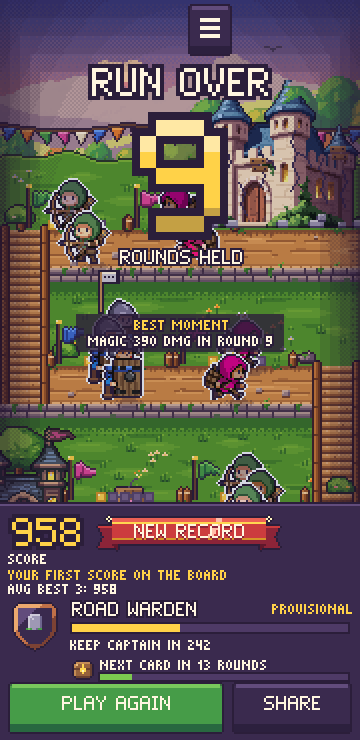 RUN OVER
9
ROUNDS HELD
BEST MOMENT
MAGIC 390 DMG IN ROUND 9
958
NEW RECORD
SCORE
YOUR FIRST SCORE ON THE BOARD
AVG BEST 3: 958
ROAD WARDEN
PROVISIONAL
KEEP CAPTAIN IN 242
NEXT CARD IN 13 ROUNDS
PLAY AGAIN
SHARE